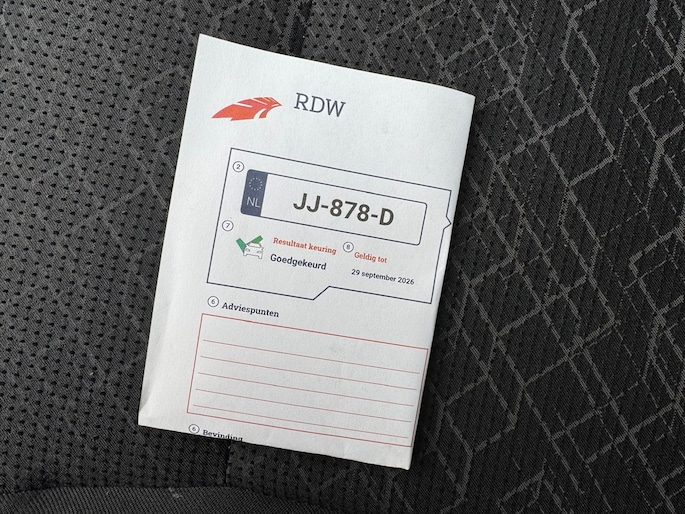 RDW
2
NL
JJ-878-D
7
Resultaat keuring
Goedgekeurd
8
Geldig tot
29 september 2026
6 Adviespunten
6 Bevinding